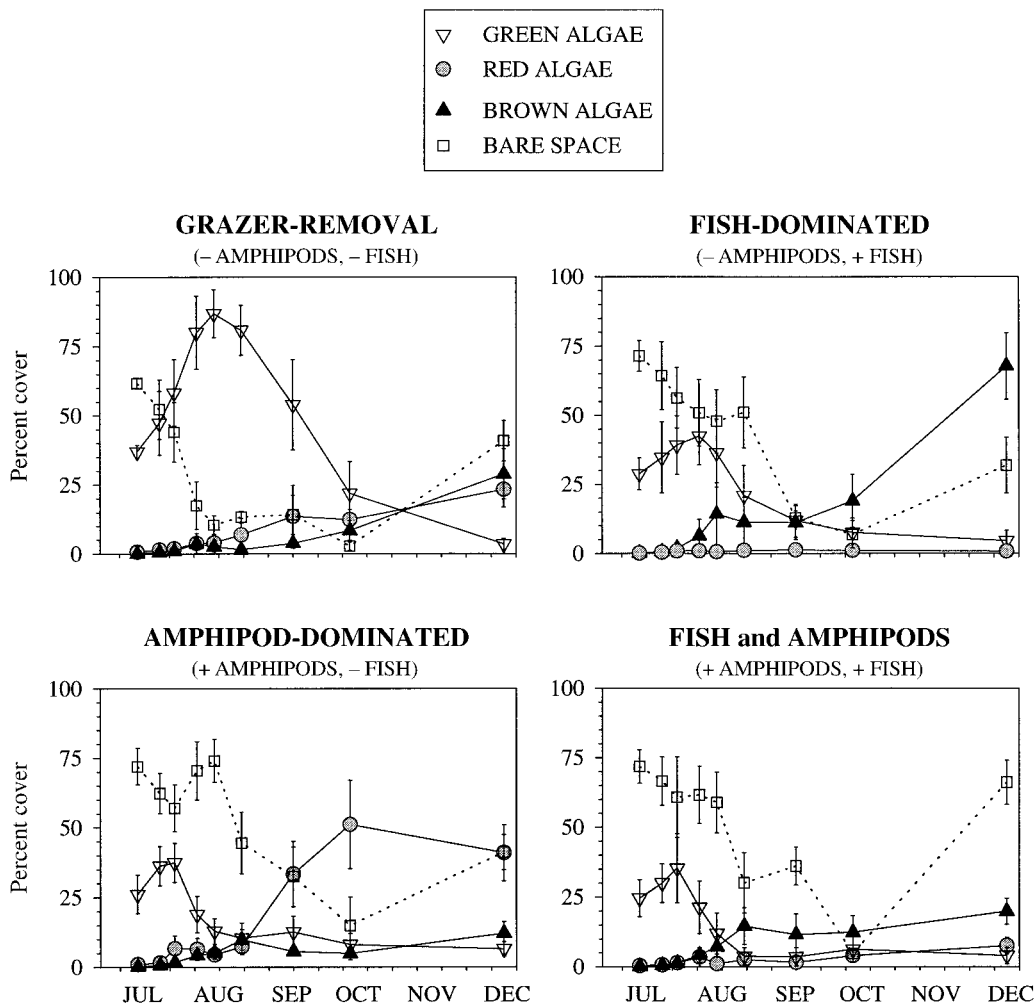 GREEN ALGAE
RED ALGAE
BROWN ALGAE
BARE SPACE
GRAZER-REMOVAL
(– AMPHIPODS, – FISH)
FISH-DOMINATED
(– AMPHIPODS, + FISH)
Percent cover
100
75
50
25
0
100
75
50
25
0
AMPHIPOD-DOMINATED
(+ AMPHIPODS, – FISH)
FISH and AMPHIPODS
(+ AMPHIPODS, + FISH)
Percent cover
100
75
50
25
0
100
75
50
25
0
JUL AUG SEP OCT NOV DEC
JUL AUG SEP OCT NOV DEC